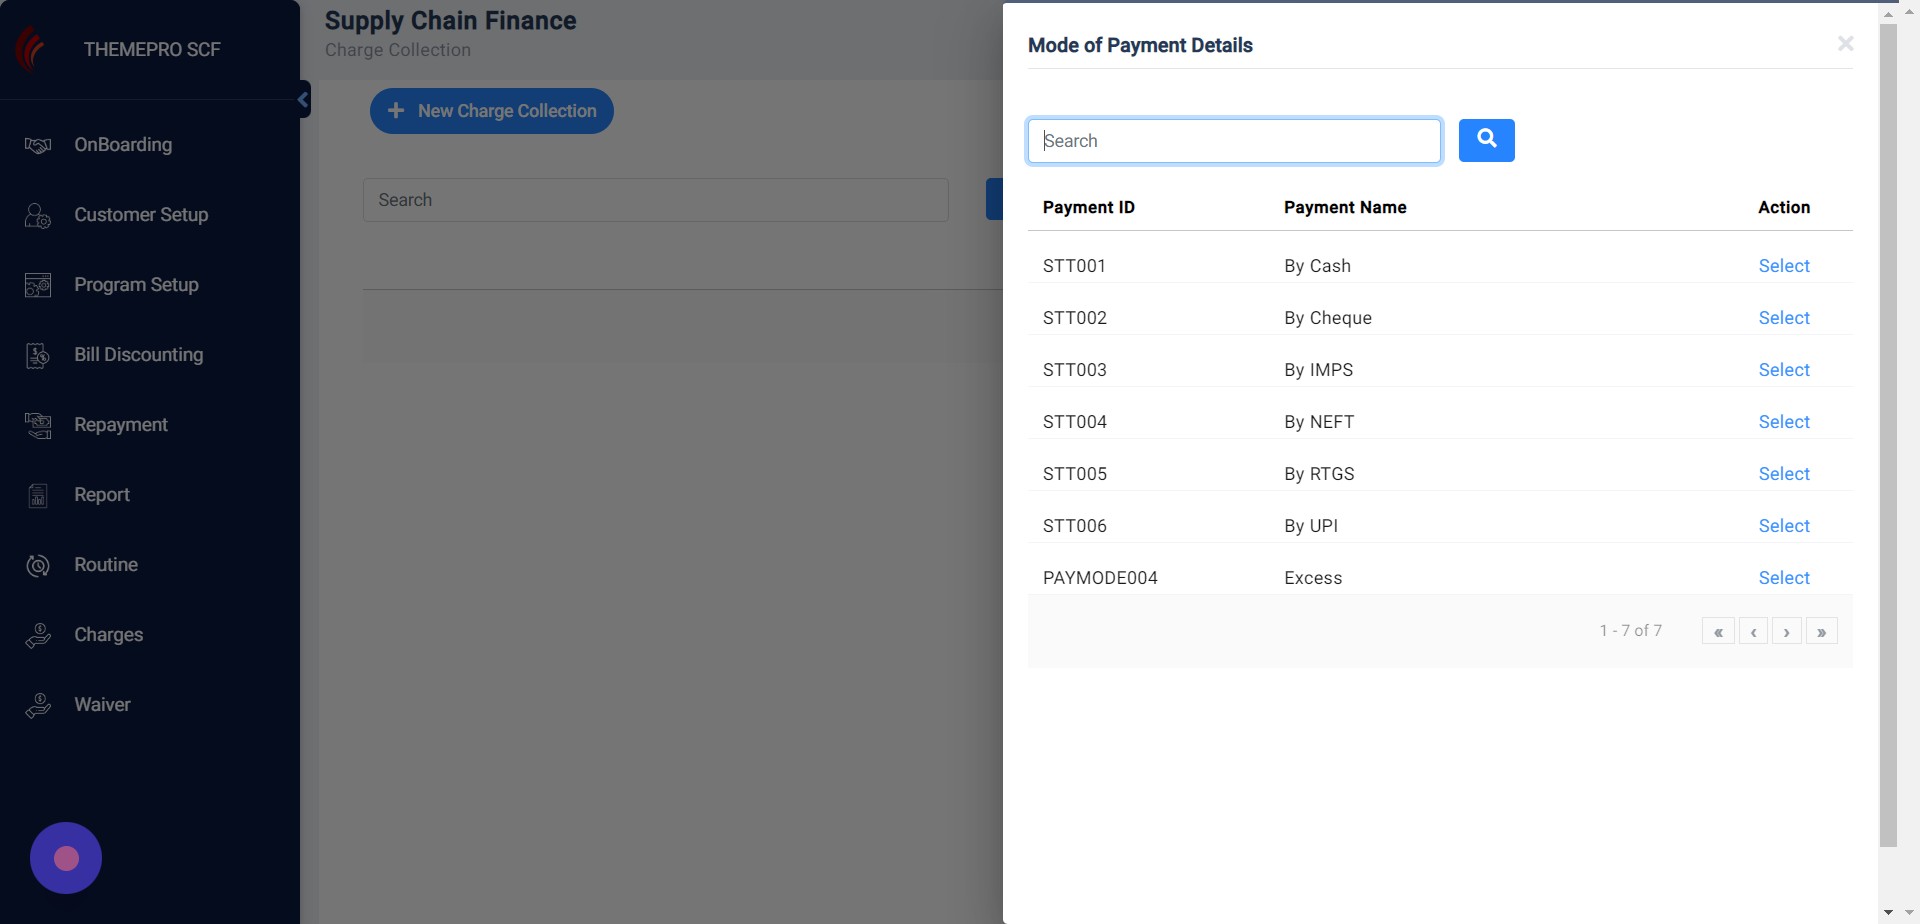 THEMEPRO SCF
OnBoarding
Customer Setup
Program Setup
Bill Discounting
Repayment
Report
Routine
Charges
Waiver
Supply Chain Finance
Charge Collection
New Charge Collection
Search
Mode of Payment Details
Search
Payment ID Payment Name Action
STT001 By Cash Select
STT002 By Cheque Select
STT003 By IMPS Select
STT004 By NEFT Select
STT005 By RTGS Select
STT006 By UPI Select
PAYMODE004 Excess Select
1 - 7 of 7 « ‹ › »